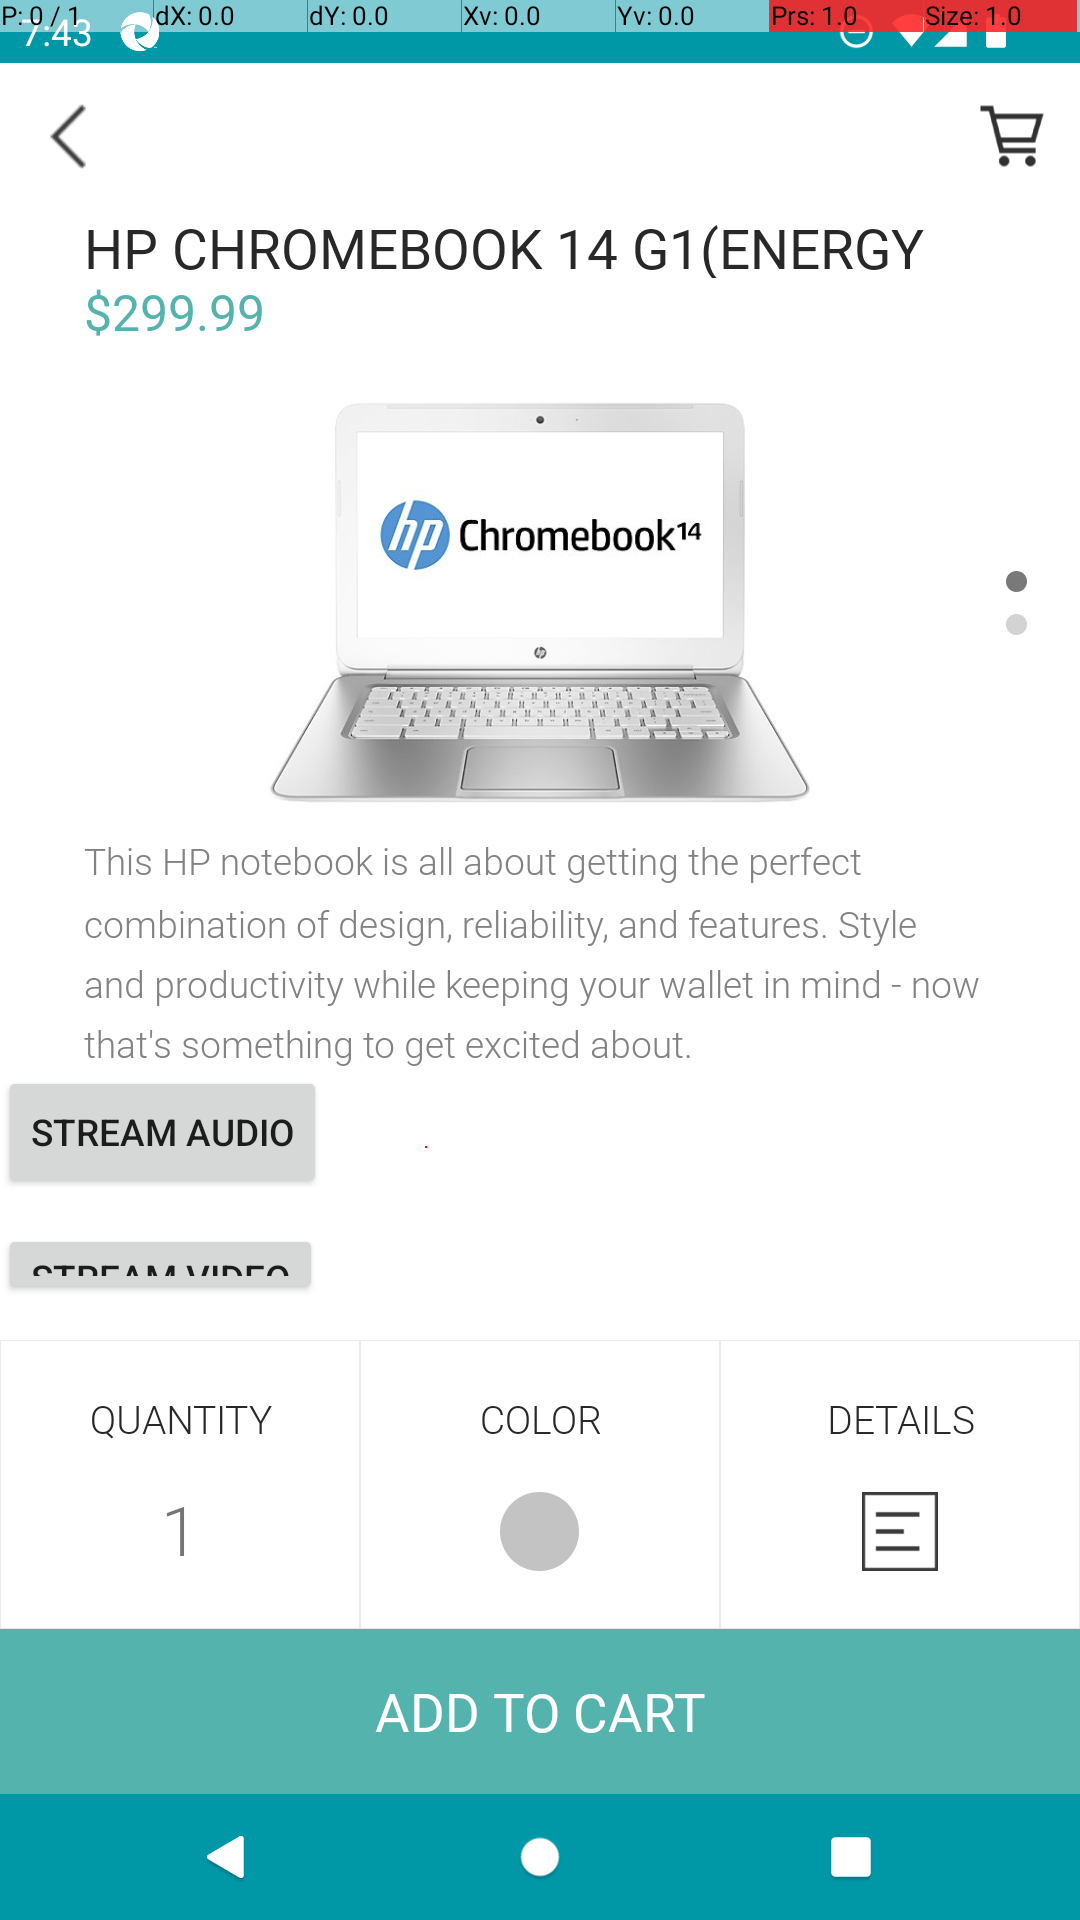 P: 0 / 1 dX: 0.0 dY: 0.0 Xv: 0.0 Yv: 0.0 Prs: 1.0 Size: 1.0
7:43
HP CHROMEBOOK 14 G1(ENERGY
$299.99
hp Chromebook14
hp
This HP notebook is all about getting the perfect
combination of design, reliability, and features. Style
and productivity while keeping your wallet in mind - now
that's something to get excited about.
STREAM AUDIO
STREAM VIDEO
QUANTITY COLOR DETAILS
1
ADD TO CART